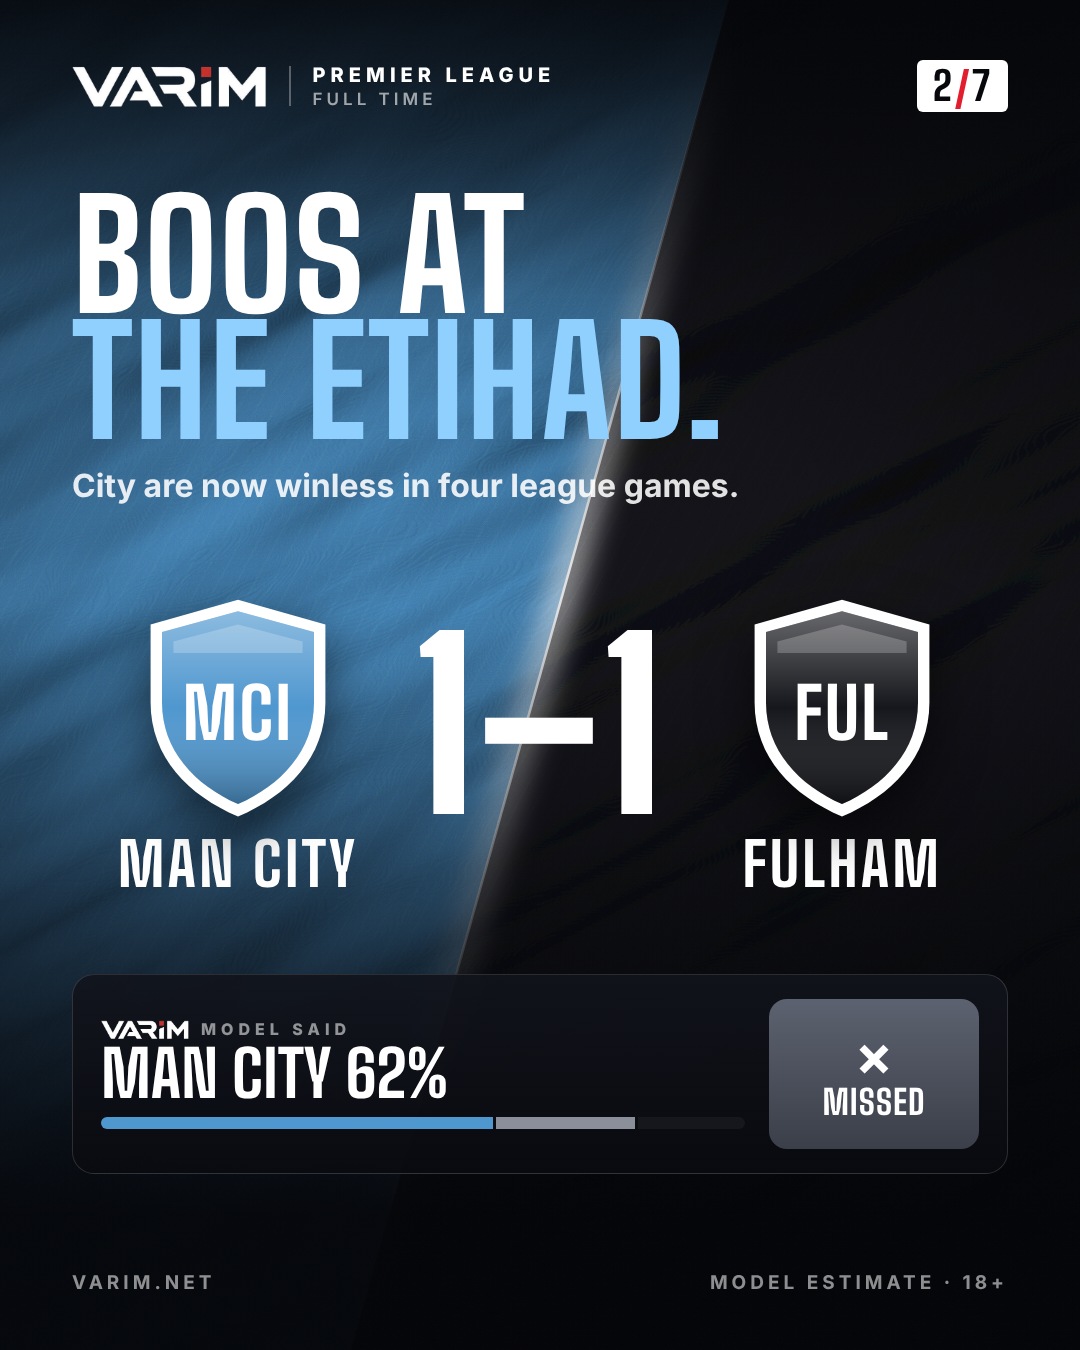 VARiM
PREMIER LEAGUE
FULL TIME
2/7
BOOS AT
THE ETIHAD.
City are now winless in four league games.
MCI
1–1
FUL
MAN CITY
FULHAM
VARiM MODEL SAID
MAN CITY 62%
×
MISSED
VARIM.NET
MODEL ESTIMATE · 18+